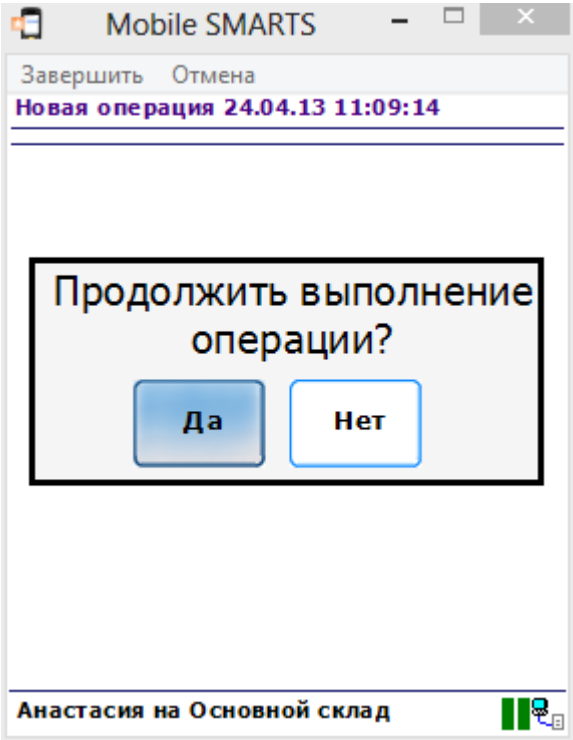 Mobile SMARTS
Завершить Отмена
Новая операция 24.04.13 11:09:14
Продолжить выполнение
операции?
Да Нет
Анастасия на Основной склад